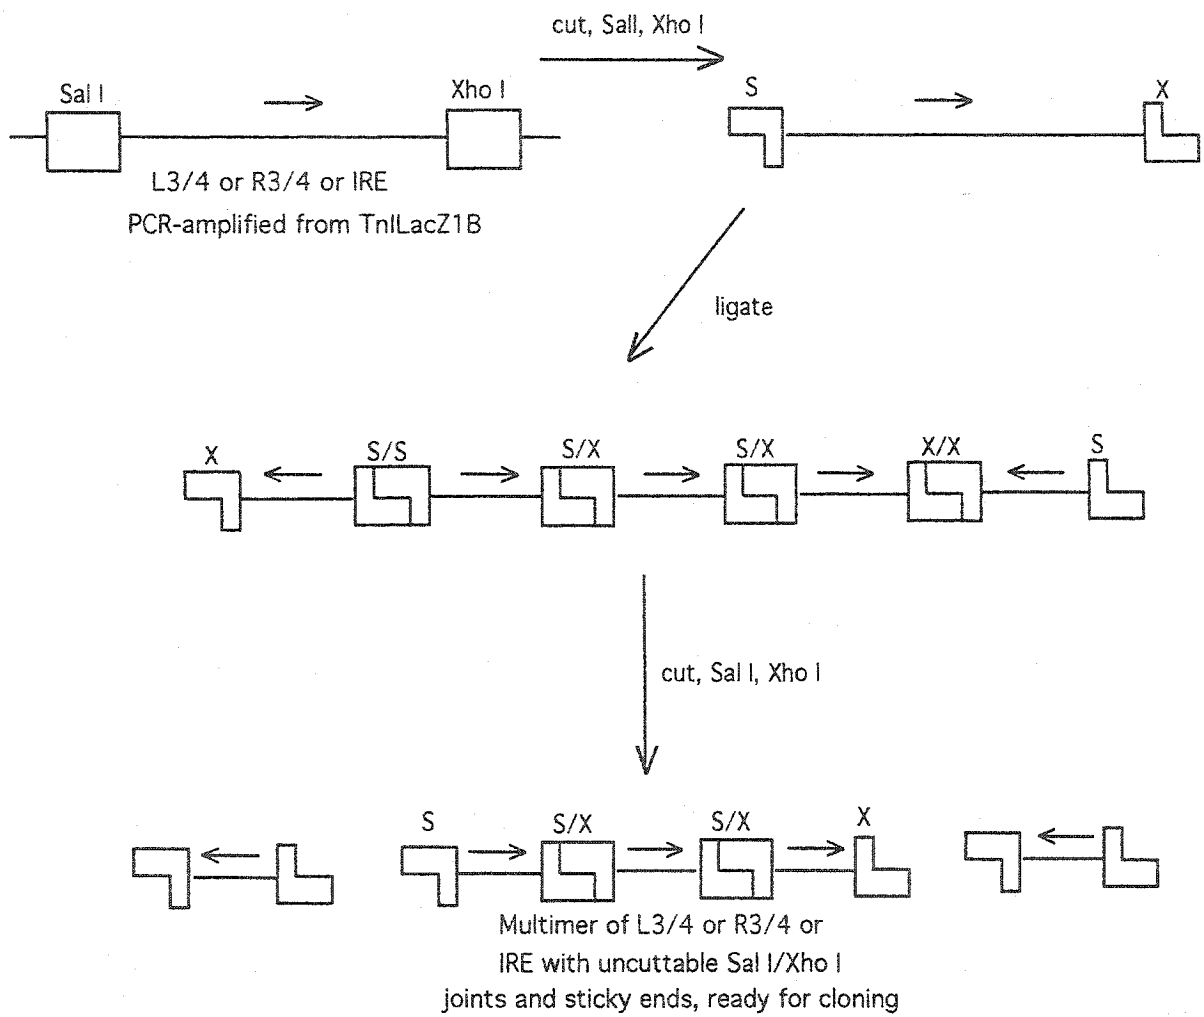 cut, SalI, Xho I
Sal I
Xho I
S
X
L3/4 or R3/4 or IRE
PCR-amplified from TnILacZ1B
ligate
X
S/S
S/X
S/X
X/X
S
cut, Sal I, Xho I
S
S/X
S/X
X
Multimer of L3/4 or R3/4 or
IRE with uncuttable Sal I/Xho I
joints and sticky ends, ready for cloning